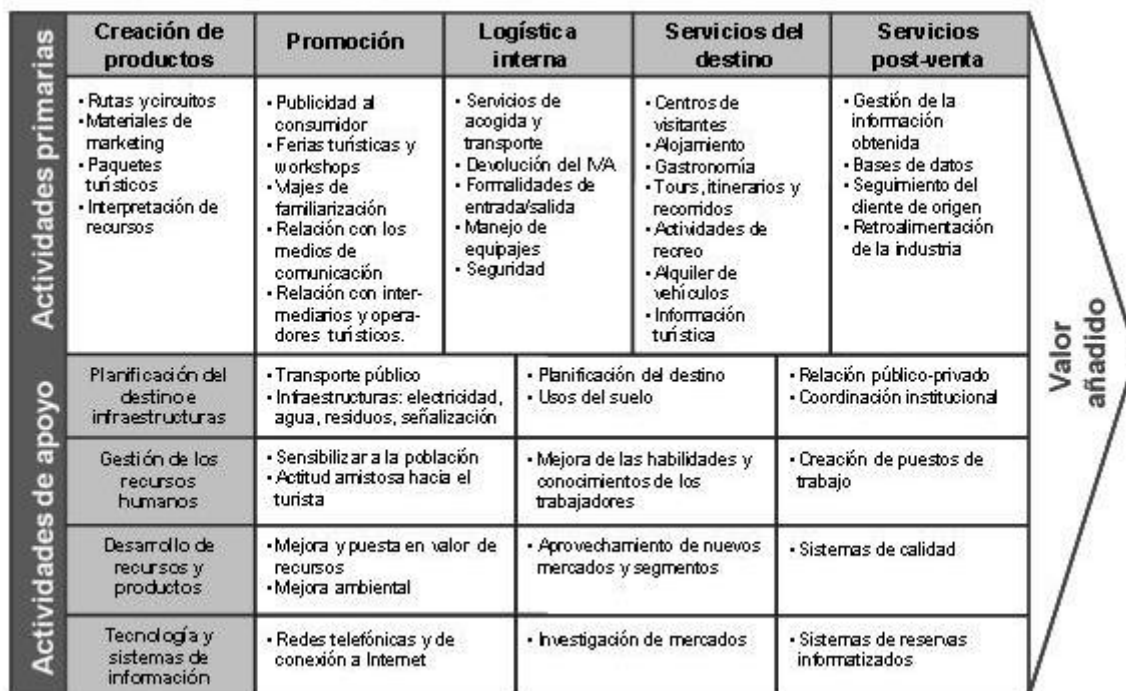 Actividades primarias
Creación de
productos
Promoción
Logística
interna
Servicios del
destino
Servicios
post-venta
• Rutas y circuitos
• Materiales de
marketing
• Paquetes
turísticos
• Interpretación de
recursos
• Publicidad al
consumidor
• Ferias turísticas y
workshops
• Viajes de
familiarización
• Relación con los
medios de
comunicación
• Relación con inter-
mediarios y opera-
dores turísticos.
• Servicios de
acogida y
transporte
• Devolución del IVA
• Formalidades de
entrada/salida
• Manejo de
equipajes
• Seguridad
• Centros de
visitantes
• Alojamiento
• Gastronomía
• Tours, itinerarios y
recorridos
• Actividades de
recreo
• Alquiler de
vehículos
• Información
turística
• Gestión de la
información
obtenida
• Bases de datos
• Seguimiento del
cliente de origen
• Retroalimentación
de la industria
Actividades de apoyo
Planificación del
destino e
infraestructuras
• Transporte público
• Infraestructuras: electricidad,
agua, residuos, señalización
• Planificación del destino
• Usos del suelo
• Relación público-privado
• Coordinación institucional
Gestión de los
recursos
humanos
• Sensibilizar a la población
• Actitud amistosa hacia el
turista
• Mejora de las habilidades y
conocimientos de los
trabajadores
• Creación de puestos de
trabajo
Desarrollo de
recursos y
productos
• Mejora y puesta en valor de
recursos
• Mejora ambiental
• Aprovechamiento de nuevos
mercados y segmentos
• Sistemas de calidad
Tecnología y
sistemas de
información
• Redes telefónicas y de
conexión a Internet
• Investigación de mercados
• Sistemas de reservas
informatizados
Valor
añadido